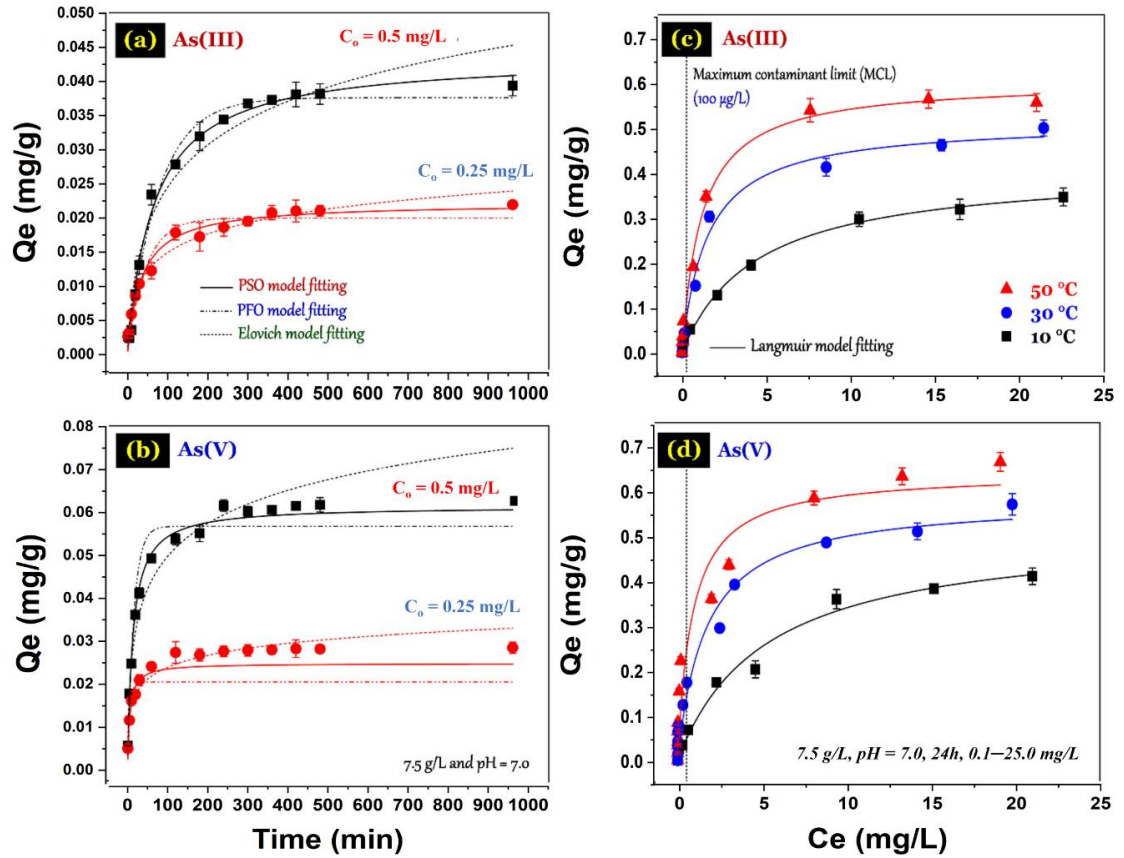 (a) As(III)
C₀ = 0.5 mg/L
C₀ = 0.25 mg/L
PSO model fitting
PFO model fitting
Elovich model fitting
Qe (mg/g)
0.050
0.045
0.040
0.035
0.030
0.025
0.020
0.015
0.010
0.005
0.000
0 100 200 300 400 500 600 700 800 900 1000
(c) As(III)
Maximum contaminant limit (MCL)
(100 µg/L)
50 °C
30 °C
10 °C
Langmuir model fitting
Qe (mg/g)
0.7
0.6
0.5
0.4
0.3
0.2
0.1
0.0
0 5 10 15 20 25
(b) As(V)
C₀ = 0.5 mg/L
C₀ = 0.25 mg/L
7.5 g/L and pH = 7.0
Qe (mg/g)
0.09
0.08
0.07
0.06
0.05
0.04
0.03
0.02
0.01
0.00
0 100 200 300 400 500 600 700 800 900 1000
Time (min)
(d) As(V)
7.5 g/L, pH = 7.0, 24h, 0.1—25.0 mg/L
Qe (mg/g)
0.7
0.6
0.5
0.4
0.3
0.2
0.1
0.0
0 5 10 15 20 25
Ce (mg/L)